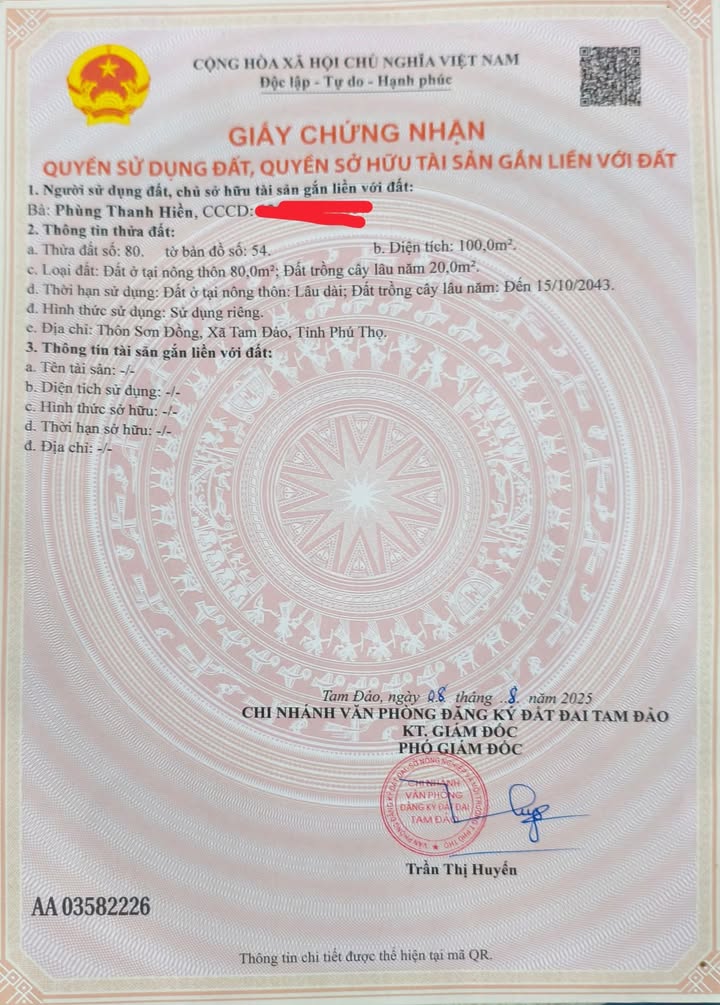 CỘNG HÒA XÃ HỘI CHỦ NGHĨA VIỆT NAM
Độc lập - Tự do - Hạnh phúc
GIẤY CHỨNG NHẬN
QUYỀN SỬ DỤNG ĐẤT, QUYỀN SỞ HỮU TÀI SẢN GẮN LIỀN VỚI ĐẤT
1. Người sử dụng đất, chủ sở hữu tài sản gắn liền với đất:
Bà: Phùng Thanh Hiền, CCCD:
2. Thông tin thửa đất:
a. Thửa đất số: 80. tờ bản đồ số: 54. b. Diện tích: 100,0m².
c. Loại đất: Đất ở tại nông thôn 80,0m²; Đất trồng cây lâu năm 20,0m².
d. Thời hạn sử dụng: Đất ở tại nông thôn: Lâu dài; Đất trồng cây lâu năm: Đến 15/10/2043.
đ. Hình thức sử dụng: Sử dụng riêng.
e. Địa chỉ: Thôn Sơn Đồng, Xã Tam Đảo, Tỉnh Phú Thọ.
3. Thông tin tài sản gắn liền với đất:
a. Tên tài sản: -/-
b. Diện tích sử dụng: -/-
c. Hình thức sở hữu: -/-
d. Thời hạn sở hữu: -/-
đ. Địa chỉ: -/-
Tam Đảo, ngày 08 tháng 8 năm 2025
CHI NHÁNH VĂN PHÒNG ĐĂNG KÝ ĐẤT ĐAI TAM ĐẢO
KT. GIÁM ĐỐC
PHÓ GIÁM ĐỐC
CHI NHÁNH
VĂN PHÒNG
ĐĂNG KÝ ĐẤT ĐAI
TAM ĐẢO
Trần Thị Huyến
AA 03582226
Thông tin chi tiết được thể hiện tại mã QR.